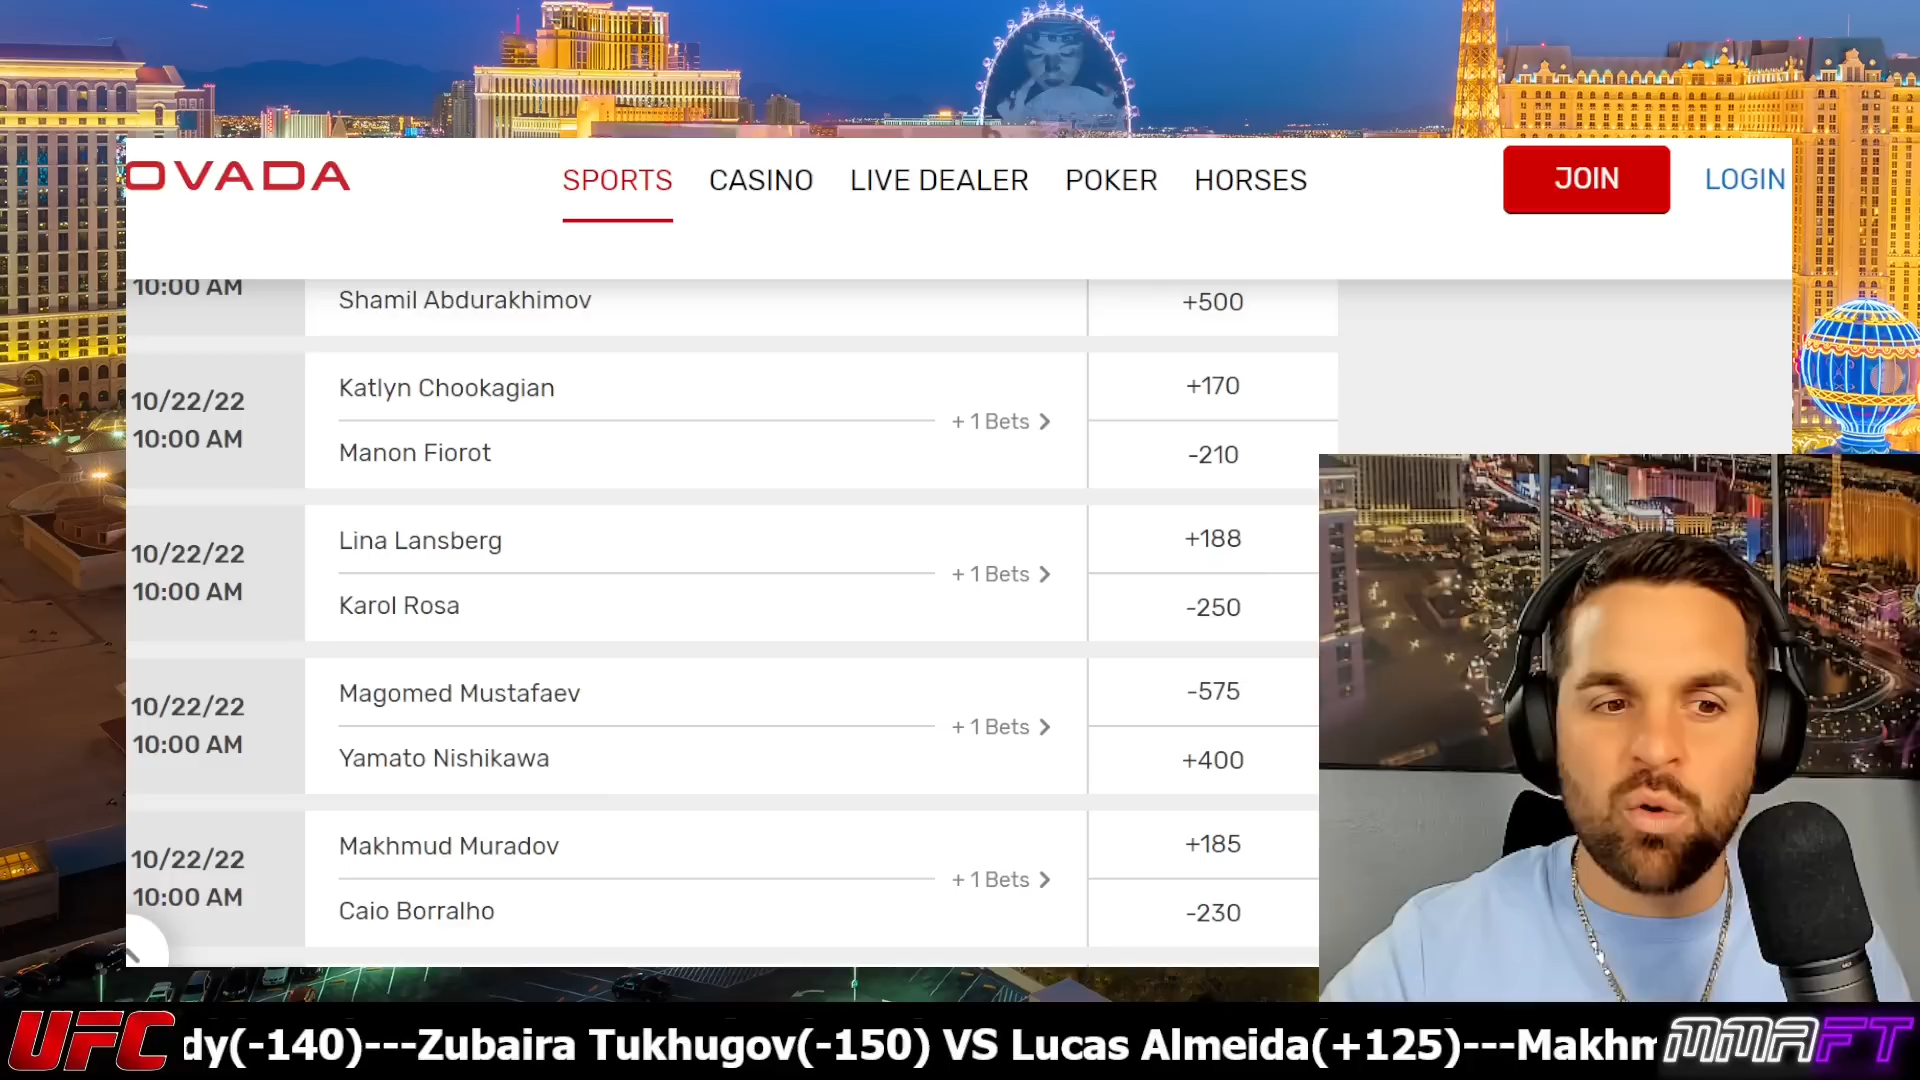 OVADA
SPORTS
CASINO
LIVE DEALER
POKER
HORSES
JOIN
LOGIN
10:00 AM
Shamil Abdurakhimov
+500
10/22/22
10:00 AM
Katlyn Chookagian
+170
+ 1 Bets
Manon Fiorot
-210
10/22/22
10:00 AM
Lina Lansberg
+188
+ 1 Bets
Karol Rosa
-250
10/22/22
10:00 AM
Magomed Mustafaev
-575
+ 1 Bets
Yamato Nishikawa
+400
10/22/22
10:00 AM
Makhmud Muradov
+185
+ 1 Bets
Caio Borralho
-230
UFC
dy(-140)---Zubaira Tukhugov(-150) VS Lucas Almeida(+125)---Makhm
MMAFT